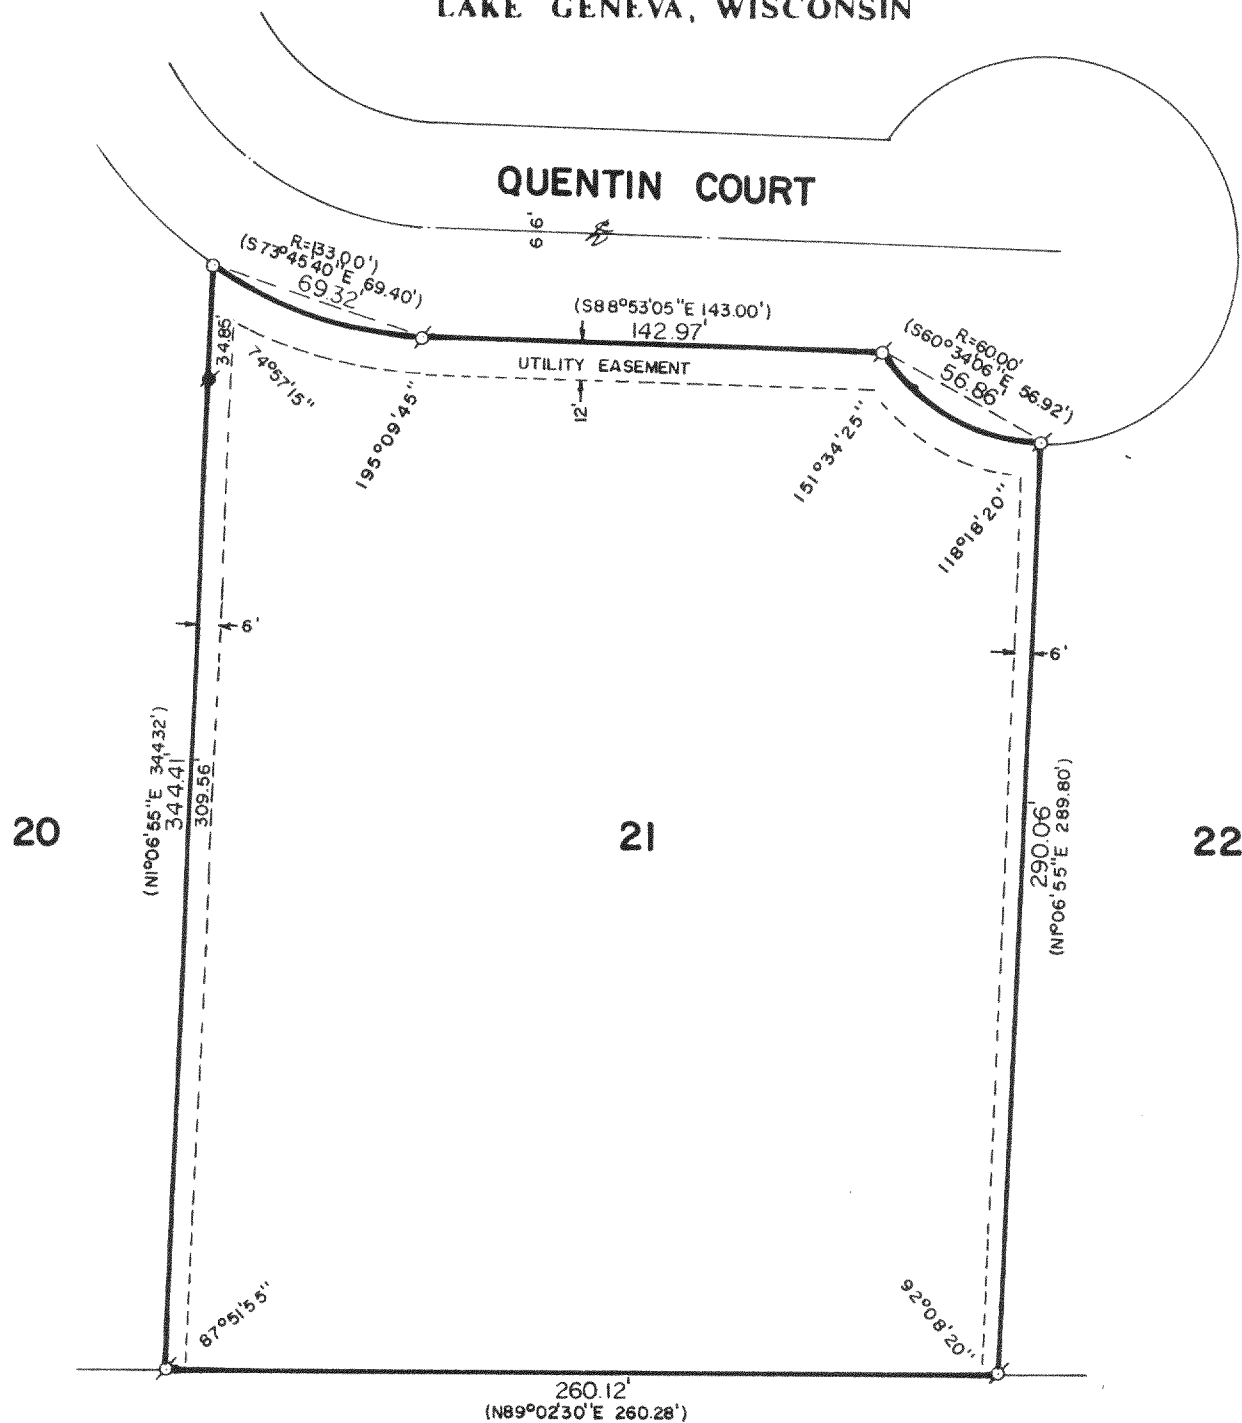 LAKE GENEVA, WISCONSIN
QUENTIN COURT
66'
R=133.00'
(S73°45'40"E 69.40')
69.32'
(S88°53'05"E 143.00')
142.97'
R=60.00'
(S60°34'06"E 56.92')
56.86'
UTILITY EASEMENT
12'
34.85'
74°57'15"
195°09'45"
151°34'25"
118°18'20"
6'
6'
(N1°06'55"E 344.32')
344.41'
309.56'
290.06'
(N1°06'55"E 289.80')
20
21
22
87°51'55"
92°08'20"
260.12'
(N89°02'30"E 260.28')